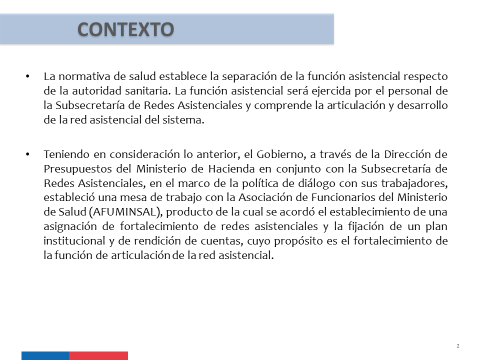 CONTEXTO
• La normativa de salud establece la separación de la función asistencial respecto
de la autoridad sanitaria. La función asistencial será ejercida por el personal de
la Subsecretaría de Redes Asistenciales y comprende la articulación y desarrollo
de la red asistencial del sistema.
• Teniendo en consideración lo anterior, el Gobierno, a través de la Dirección de
Presupuestos del Ministerio de Hacienda en conjunto con la Subsecretaría de
Redes Asistenciales, en el marco de la política de diálogo con sus trabajadores,
estableció una mesa de trabajo con la Asociación de Funcionarios del Ministerio
de Salud (AFUMINSAL), producto de la cual se acordó el establecimiento de una
asignación de fortalecimiento de redes asistenciales y la fijación de un plan
institucional y de rendición de cuentas, cuyo propósito es el fortalecimiento de
la función de articulación de la red asistencial.
2